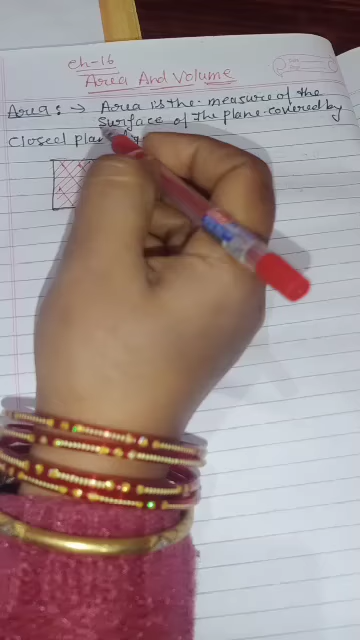 ch-16
Area And Volume
Area :→ Area is the measure of the
surface of the plane covered by
closed